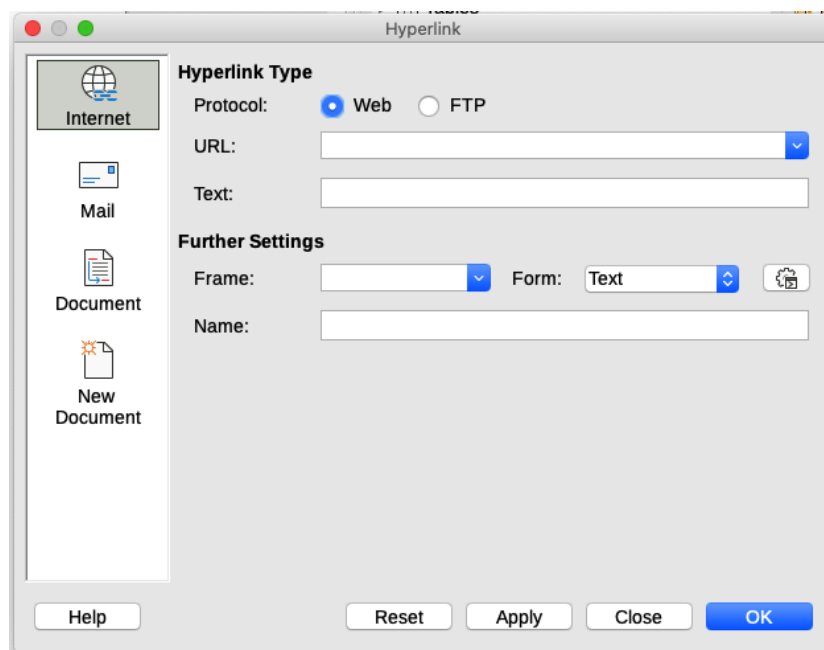 Tables
Hyperlink
Internet
Mail
Document
New
Document
Hyperlink Type
Protocol: Web FTP
URL:
Text:
Further Settings
Frame: Form: Text
Name:
Help Reset Apply Close OK